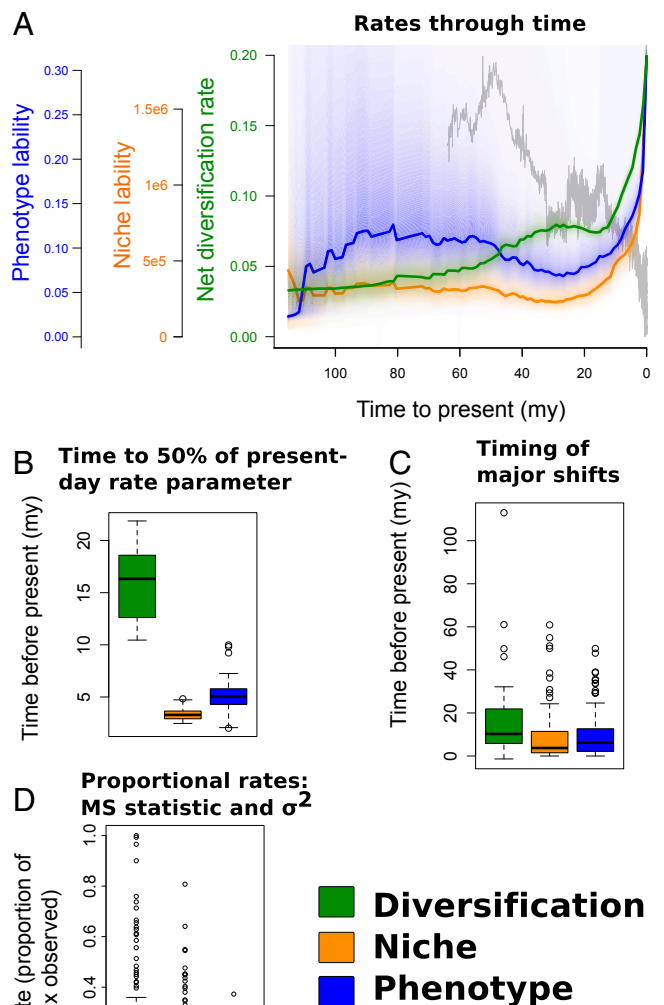 A
Rates through time
Phenotype lability
0.30
0.25
0.20
0.15
0.10
0.05
0.00
Niche lability
1.5e6
1e6
5e5
0
Net diversification rate
0.20
0.15
0.10
0.05
0.00
100 80 60 40 20 0
Time to present (my)
B
Time to 50% of present-
day rate parameter
Time before present (my)
20
15
10
5
C
Timing of
major shifts
Time before present (my)
100
80
60
40
20
0
D
Proportional rates:
MS statistic and σ2
(proportion of
observed)
1.0
0.8
0.6
0.4
Diversification
Niche
Phenotype